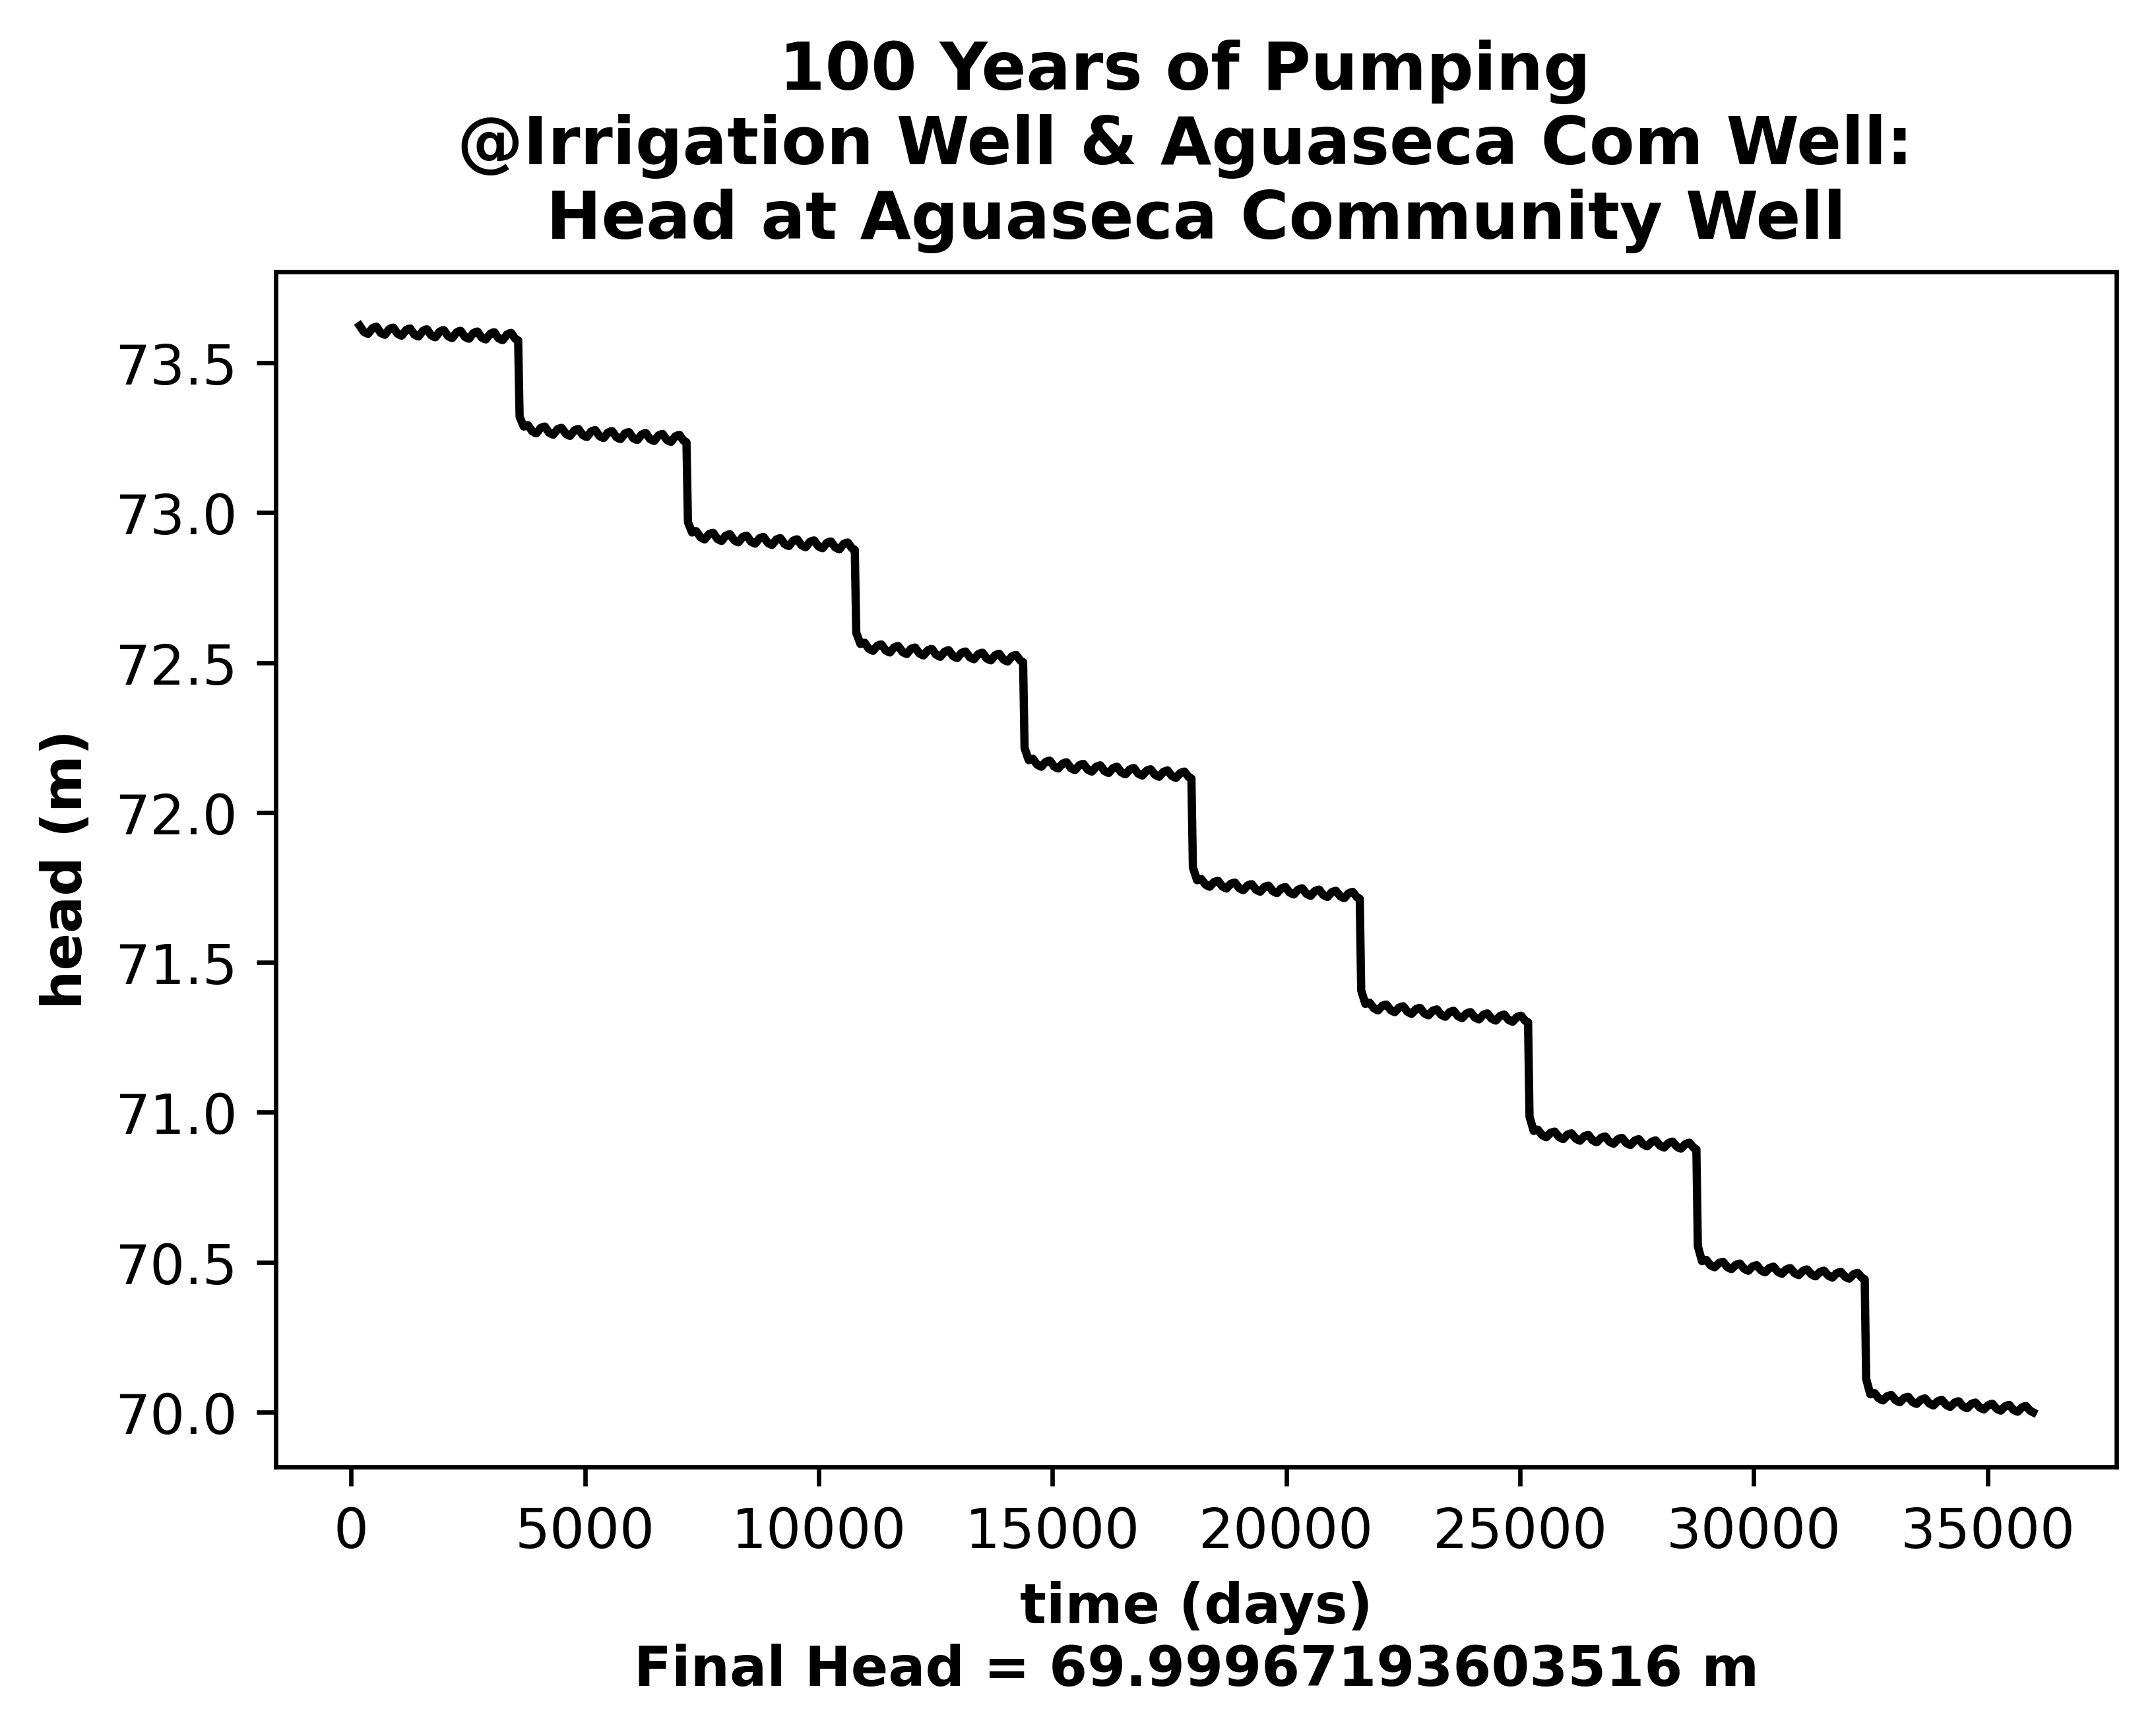 100 Years of Pumping
@Irrigation Well & Aguaseca Com Well:
Head at Aguaseca Community Well
head (m)
73.5
73.0
72.5
72.0
71.5
71.0
70.5
70.0
0 5000 10000 15000 20000 25000 30000 35000
time (days)
Final Head = 69.99967193603516 m